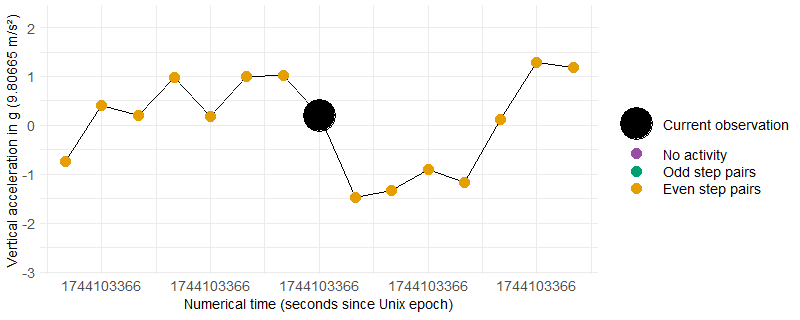 Vertical acceleration in g (9.80665 m/s²)
2
1
0
-1
-2
-3
1744103366 1744103366 1744103366 1744103366 1744103366
Numerical time (seconds since Unix epoch)
Current observation
No activity
Odd step pairs
Even step pairs